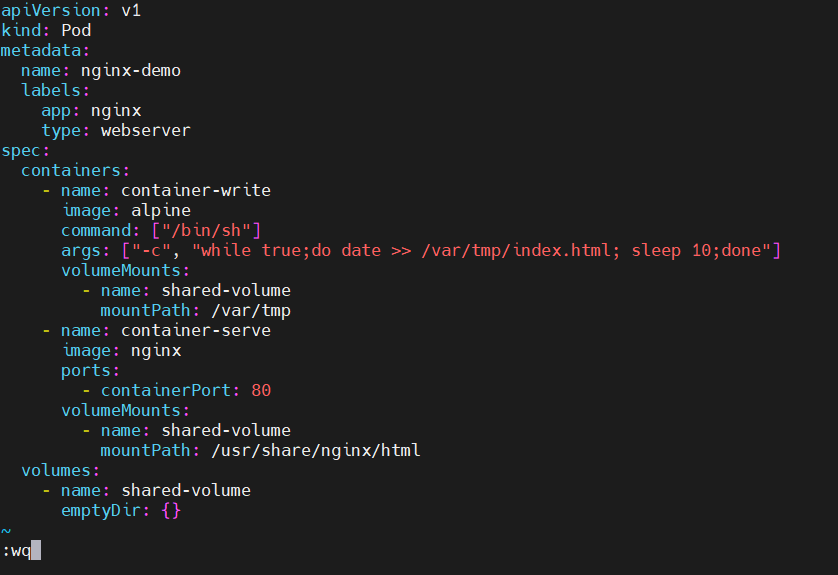 apiVersion: v1
kind: Pod
metadata:
  name: nginx-demo
  labels:
    app: nginx
    type: webserver
spec:
  containers:
    - name: container-write
      image: alpine
      command: ["/bin/sh"]
      args: ["-c", "while true;do date >> /var/tmp/index.html; sleep 10;done"]
      volumeMounts:
        - name: shared-volume
          mountPath: /var/tmp
    - name: container-serve
      image: nginx
      ports:
        - containerPort: 80
      volumeMounts:
        - name: shared-volume
          mountPath: /usr/share/nginx/html
  volumes:
    - name: shared-volume
      emptyDir: {}
~
:wq